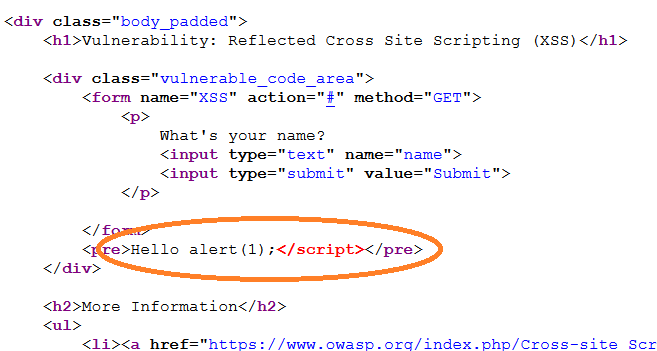 <div class="body_padded">
<h1>Vulnerability: Reflected Cross Site Scripting (XSS)</h1>
<div class="vulnerable_code_area">
<form name="XSS" action="#" method="GET">
<p>
What's your name?
<input type="text" name="name">
<input type="submit" value="Submit">
</p>
</form>
<pre>Hello alert(1);</script></pre>
</div>
<h2>More Information</h2>
<ul>
<li><a href="https://www.owasp.org/index.php/Cross-site Scr